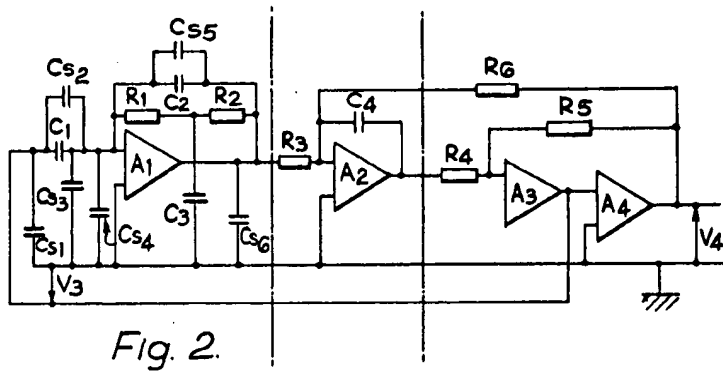 Cs5
Cs2
C2
R6
R1
R2
C4
R5
C1
R3
R4
A1
A2
A3
A4
Cs3
C3
Cs4
Cs6
Cs1
V4
V3
Fig. 2.